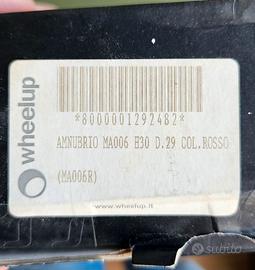 wheelup
*8000001292482*
AMNUBRIO MA006 H30 D.29 COL.ROSSO
(MA006R)
www.wheelup.it
subito